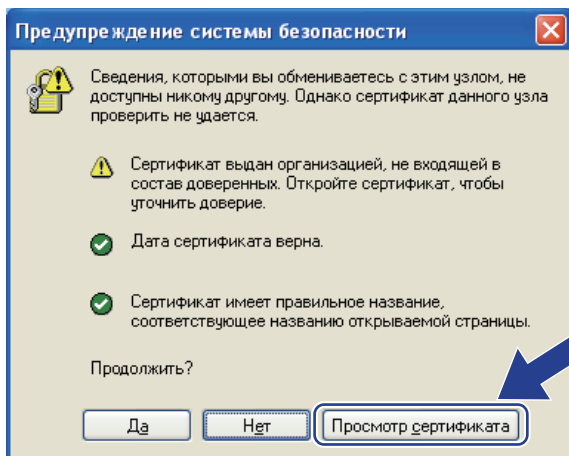 Предупреждение системы безопасности
Сведения, которыми вы обмениваетесь с этим узлом, не
доступны никому другому. Однако сертификат данного узла
проверить не удается.
Сертификат выдан организацией, не входящей в
состав доверенных. Откройте сертификат, чтобы
уточнить доверие.
Дата сертификата верна.
Сертификат имеет правильное название,
соответствующее названию открываемой страницы.
Продолжить?
Да Нет Просмотр сертификата